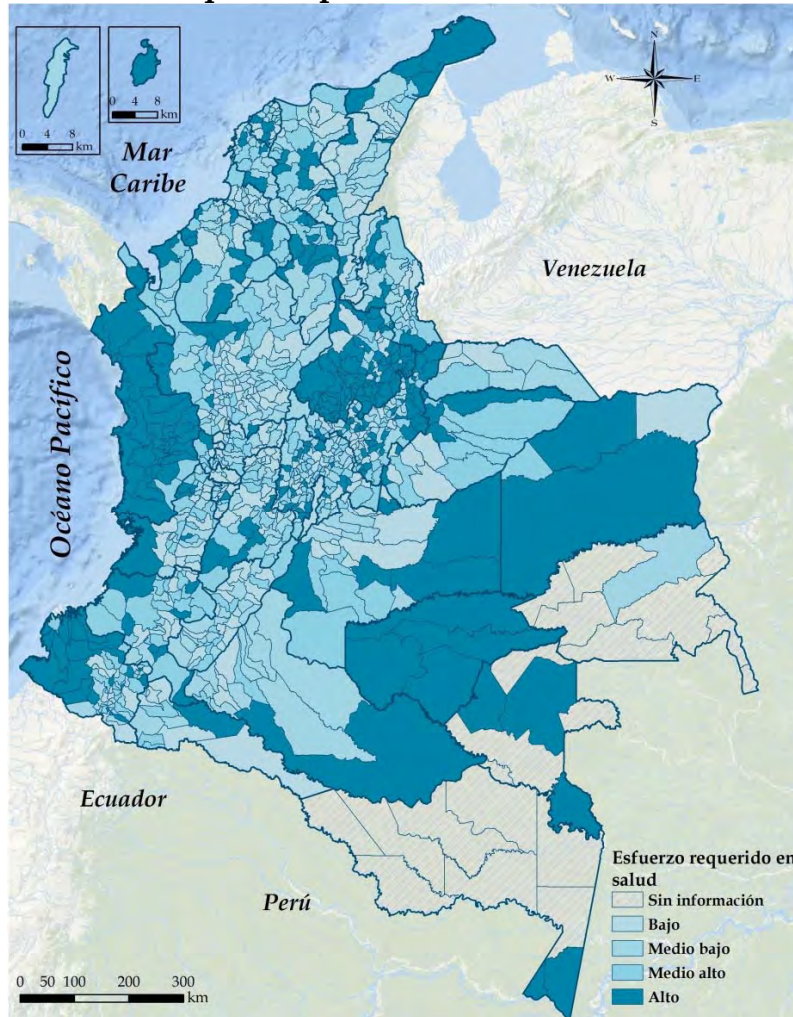 0 4 8
km
0 4 8
km
N
W E
S
Mar
Caribe
Venezuela
Océano Pacífico
Ecuador
Perú
0 50 100 200 300
km
Esfuerzo requerido en
salud
Sin información
Bajo
Medio bajo
Medio alto
Alto